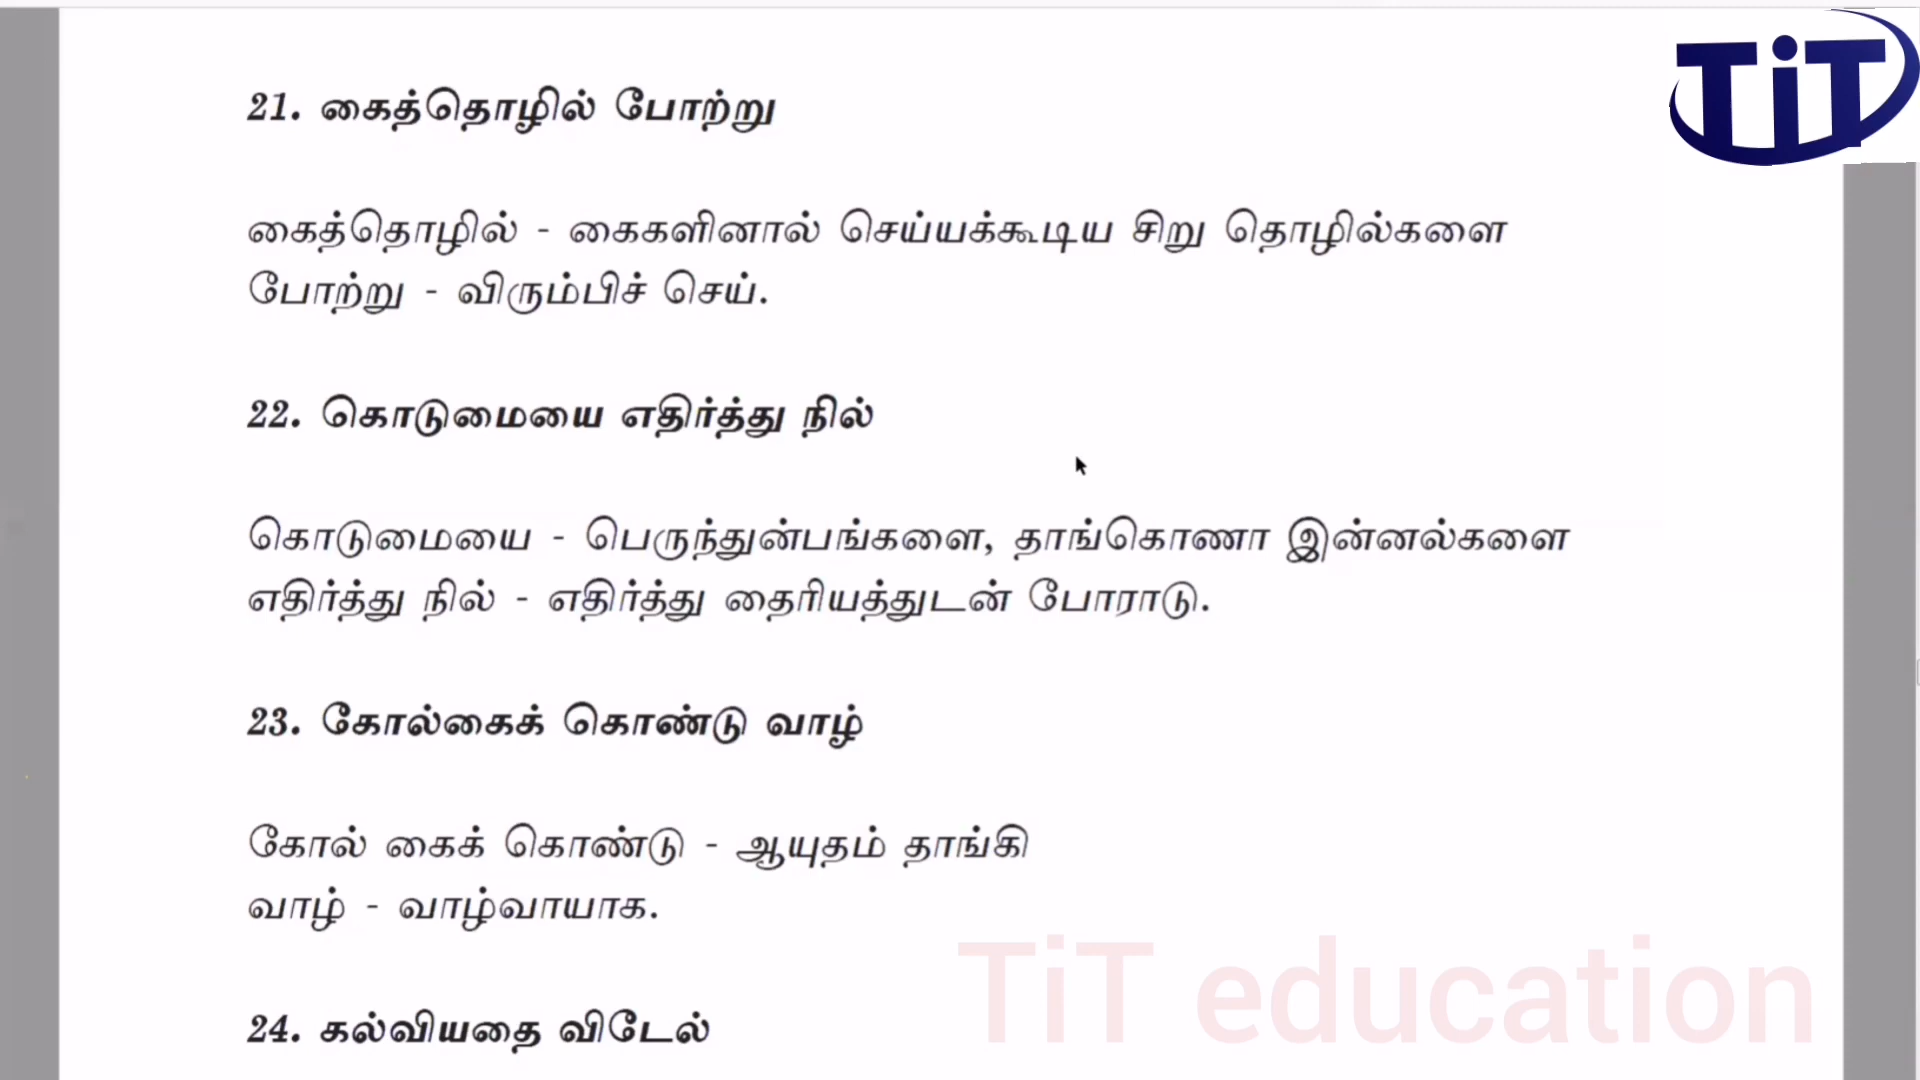 TiT
21. கைத்தொழில் போற்று
கைத்தொழில் - கைகளினால் செய்யக்கூடிய சிறு தொழில்களை
போற்று - விரும்பிச் செய்.
22. கொடுமையை எதிர்த்து நில்
கொடுமையை - பெருந்துன்பங்களை, தாங்கொணா இன்னல்களை
எதிர்த்து நில் - எதிர்த்து தைரியத்துடன் போராடு.
23. கோல்கைக் கொண்டு வாழ்
கோல் கைக் கொண்டு - ஆயுதம் தாங்கி
வாழ் - வாழ்வாயாக.
24. கல்வியதை விடேல்
TiT education